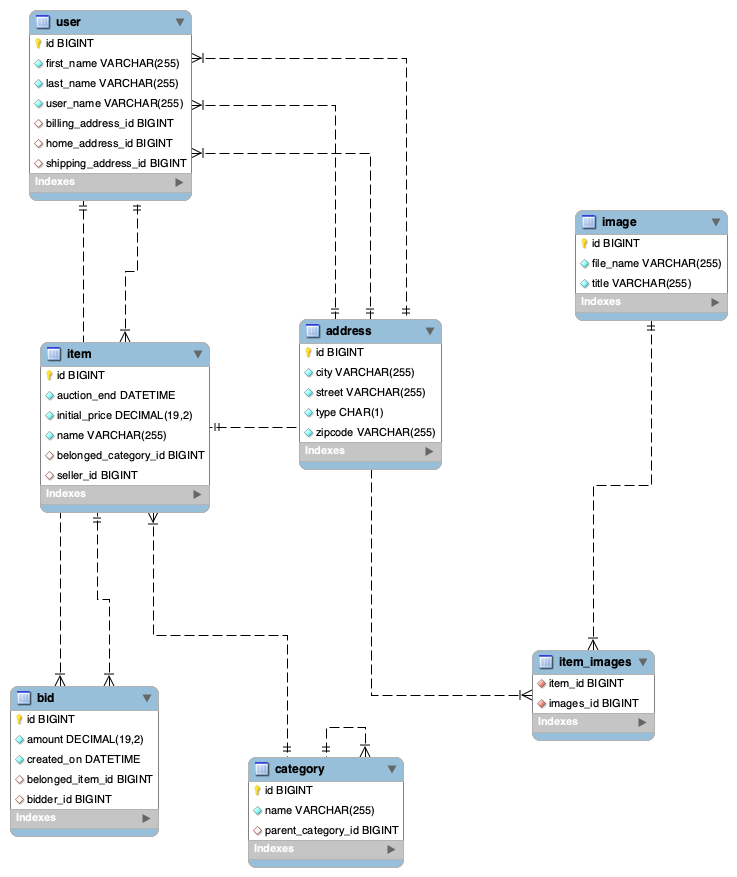 user
id BIGINT
first_name VARCHAR(255)
last_name VARCHAR(255)
user_name VARCHAR(255)
billing_address_id BIGINT
home_address_id BIGINT
shipping_address_id BIGINT
Indexes
image
id BIGINT
file_name VARCHAR(255)
title VARCHAR(255)
Indexes
address
id BIGINT
city VARCHAR(255)
street VARCHAR(255)
type CHAR(1)
zipcode VARCHAR(255)
Indexes
item
id BIGINT
auction_end DATETIME
initial_price DECIMAL(19,2)
name VARCHAR(255)
belonged_category_id BIGINT
seller_id BIGINT
Indexes
item_images
item_id BIGINT
images_id BIGINT
Indexes
bid
id BIGINT
amount DECIMAL(19,2)
created_on DATETIME
belonged_item_id BIGINT
bidder_id BIGINT
Indexes
category
id BIGINT
name VARCHAR(255)
parent_category_id BIGINT
Indexes